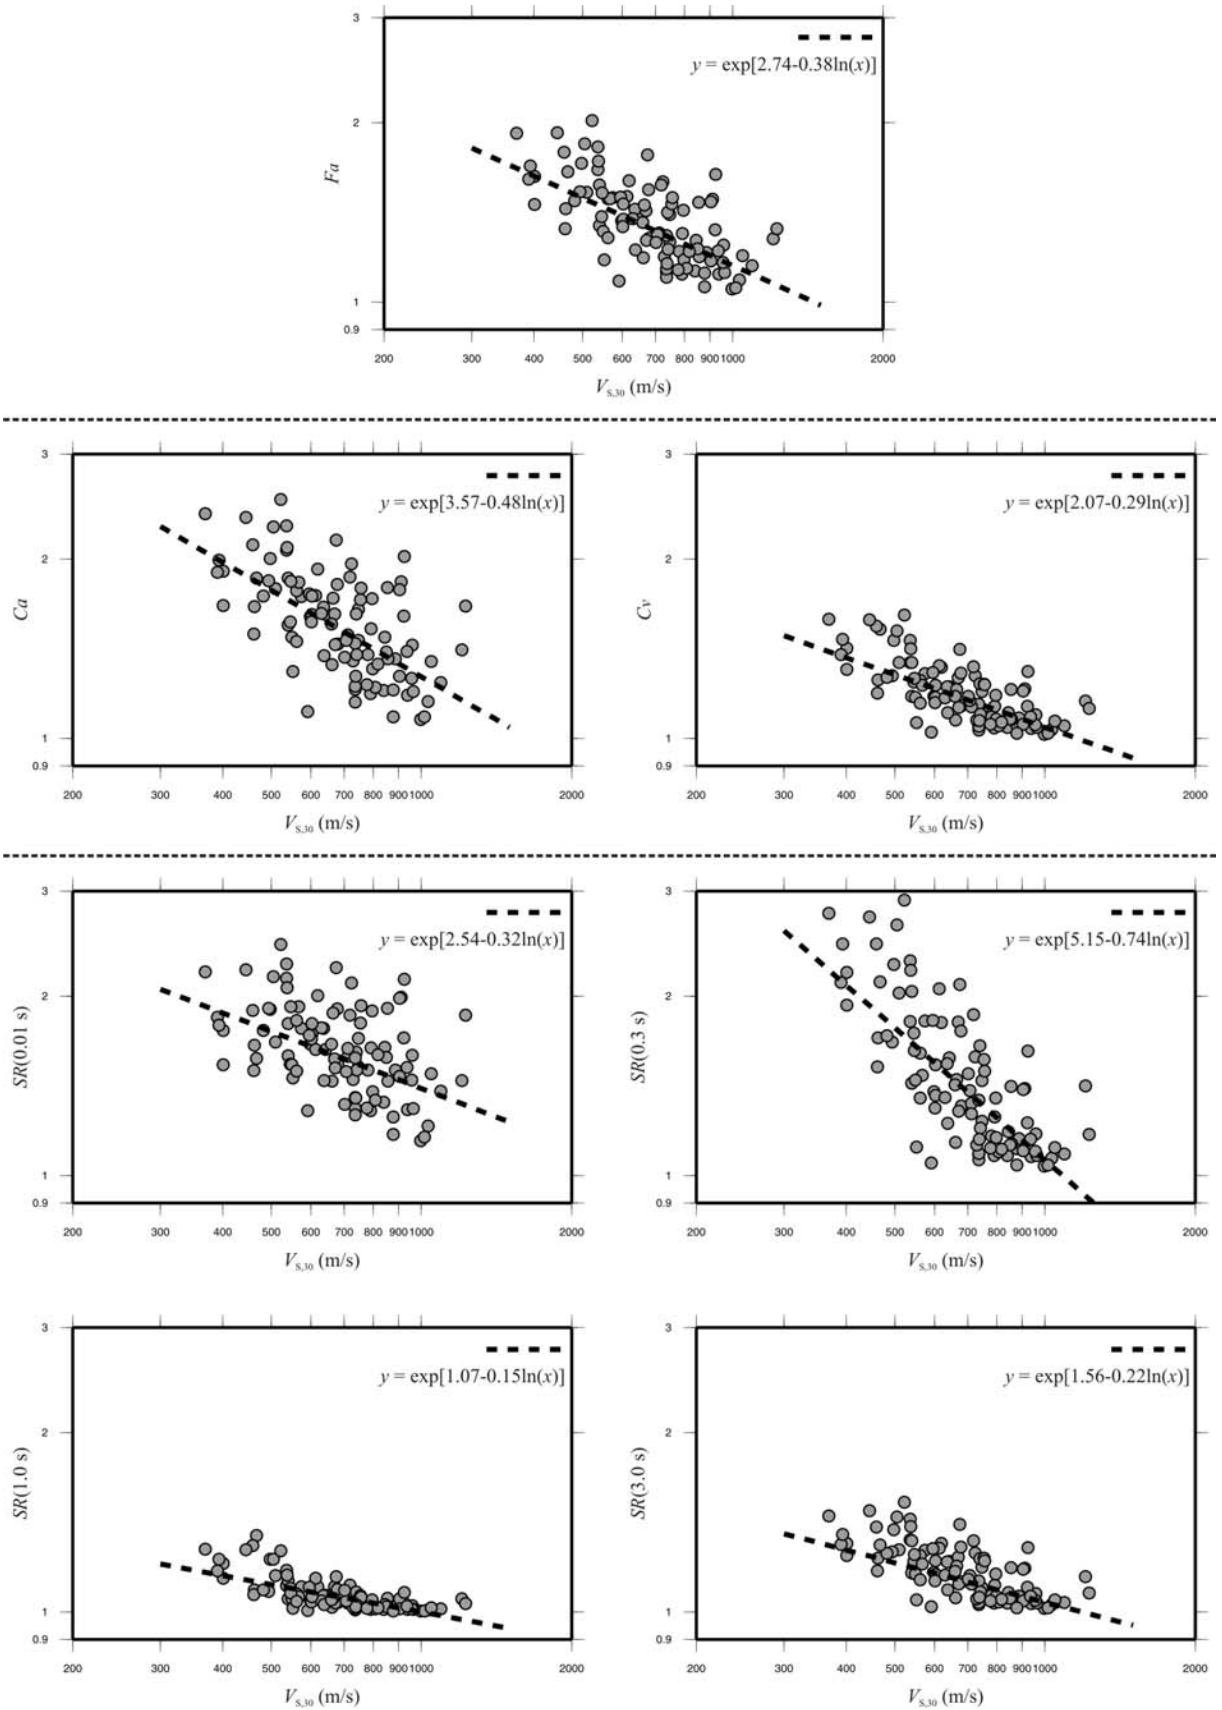 3
y = exp[2.74-0.38ln(x)]
2
Fa
1
0.9
200 300 400 500 600 700 800 900 1000 2000
V_S,30 (m/s)
3 3
y = exp[3.57-0.48ln(x)] y = exp[2.07-0.29ln(x)]
2 2
Ca Cv
1 1
0.9 0.9
200 300 400 500 600 700 800 900 1000 2000 200 300 400 500 600 700 800 900 1000 2000
V_S,30 (m/s) V_S,30 (m/s)
3 3
y = exp[2.54-0.32ln(x)] y = exp[5.15-0.74ln(x)]
2 2
SR(0.01 s) SR(0.3 s)
1 1
0.9 0.9
200 300 400 500 600 700 800 900 1000 2000 200 300 400 500 600 700 800 900 1000 2000
V_S,30 (m/s) V_S,30 (m/s)
3 3
y = exp[1.07-0.15ln(x)] y = exp[1.56-0.22ln(x)]
2 2
SR(1.0 s) SR(3.0 s)
1 1
0.9 0.9
200 300 400 500 600 700 800 900 1000 2000 200 300 400 500 600 700 800 900 1000 2000
V_S,30 (m/s) V_S,30 (m/s)